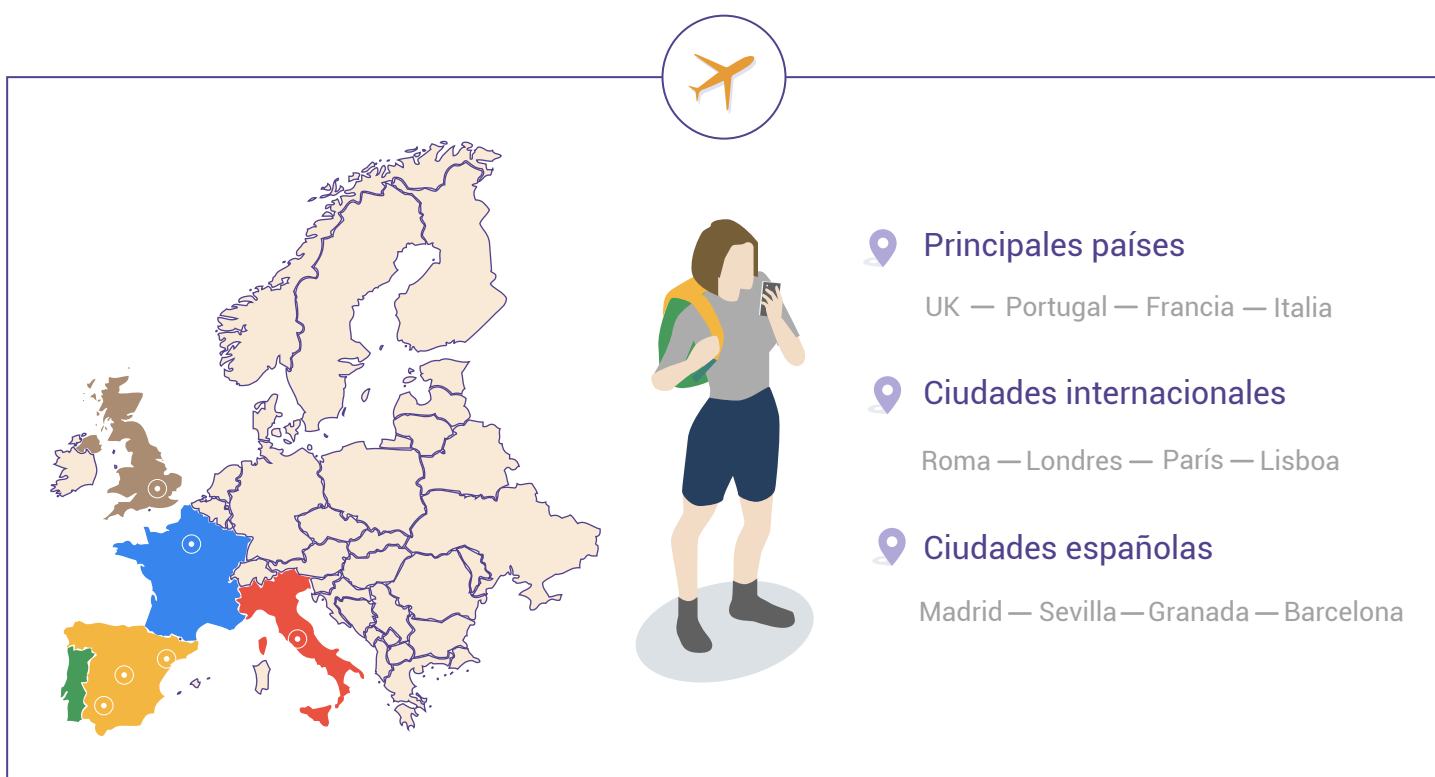 Principales países
UK — Portugal — Francia — Italia
Ciudades internacionales
Roma — Londres — París — Lisboa
Ciudades españolas
Madrid — Sevilla — Granada — Barcelona